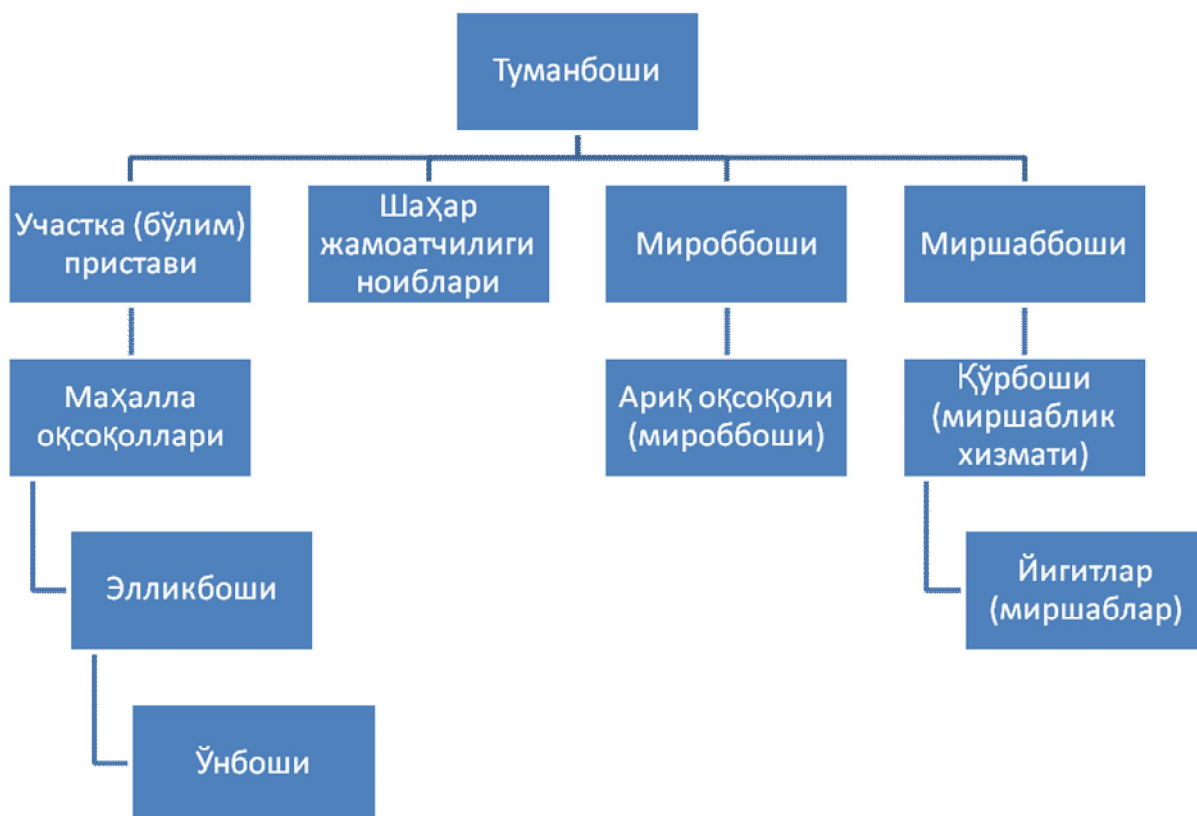 Туманбоши
Участка (бўлим)
пристави
Шаҳар
жамоатчилиги
ноиблари
Мироббоши
Миршаббоши
Маҳалла
оқсоқоллари
Ариқ оқсоқоли
(мироббоши)
Қўрбоши
(миршаблик
хизмати)
Элликбоши
Йигитлар
(миршаблар)
Ўнбоши